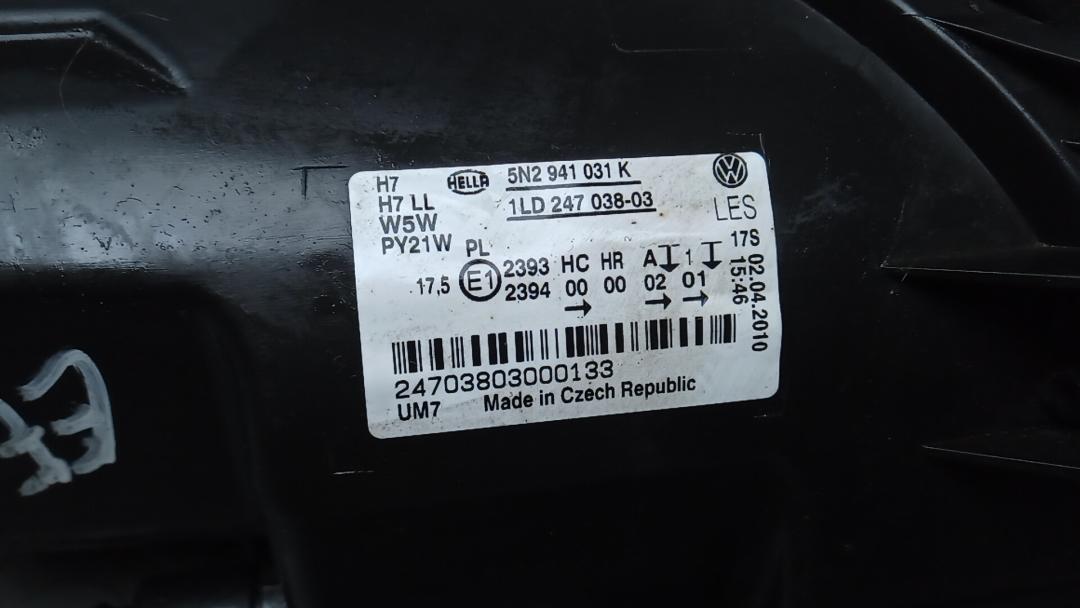 H7
H7 LL
W5W
PY21W
HELLA
5N2 941 031 K
1LD 247 038-03
LES
PL
17,5
E1
2393
2394
HC HR A 1
00 00 02 01
17S
15:46
02.04.2010
24703803000133
UM7 Made in Czech Republic